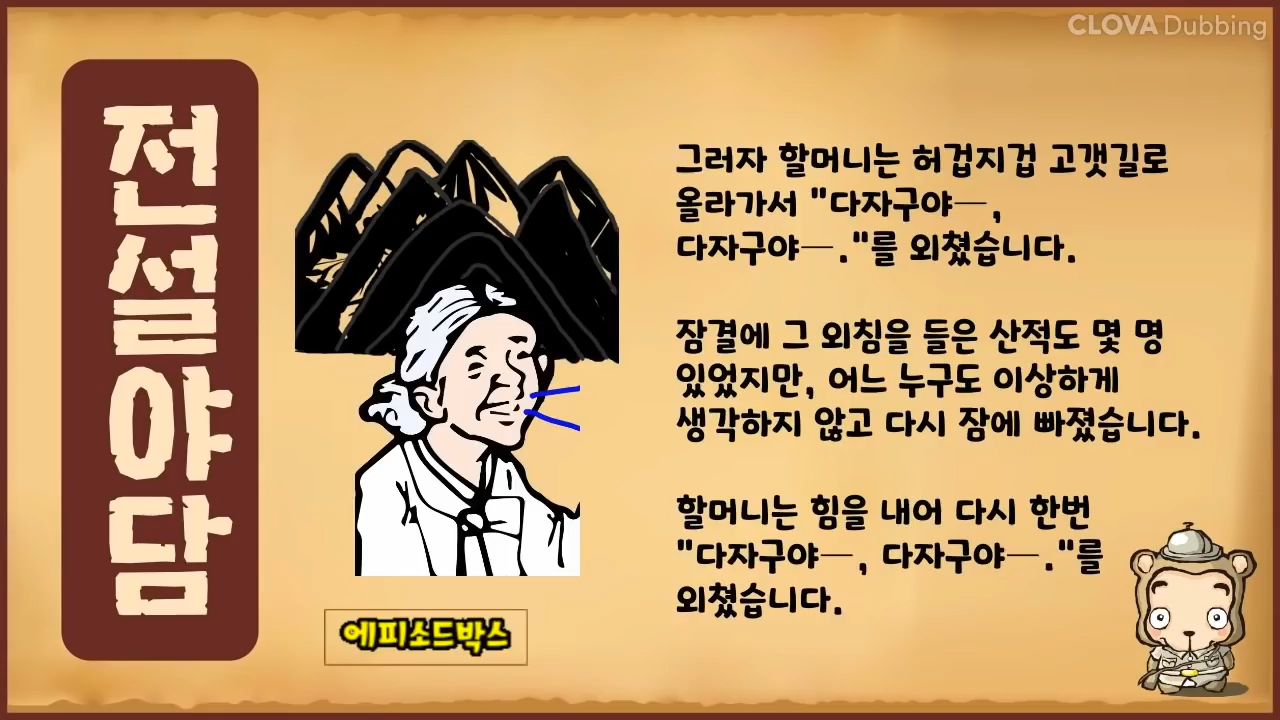 CLOVA Dubbing
전설야담
그러자 할머니는 허겁지겁 고갯길로
올라가서 "다자구야―,
다자구야―."를 외쳤습니다.
잠결에 그 외침을 들은 산적도 몇 명
있었지만, 어느 누구도 이상하게
생각하지 않고 다시 잠에 빠졌습니다.
할머니는 힘을 내어 다시 한번
"다자구야―, 다자구야―."를
외쳤습니다.
에피소드박스